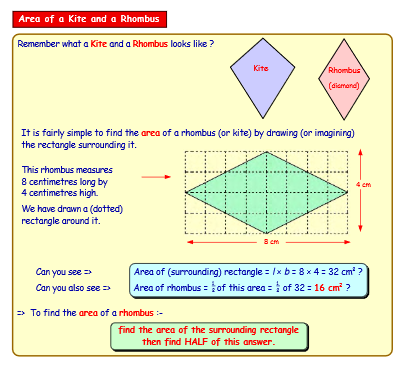 Area of a Kite and a Rhombus
Remember what a Kite and a Rhombus looks like ?
Kite
Rhombus
(diamond)
It is fairly simple to find the area of a rhombus (or kite) by drawing (or imagining)
the rectangle surrounding it.
This rhombus measures
8 centimetres long by
4 centimetres high.
We have drawn a (dotted)
rectangle around it.
4 cm
8 cm
Can you see => Area of (surrounding) rectangle = l × b = 8 × 4 = 32 cm² ?
Can you also see => Area of rhombus = ½ of this area = ½ of 32 = 16 cm² ?
=> To find the area of a rhombus :-
find the area of the surrounding rectangle
then find HALF of this answer.